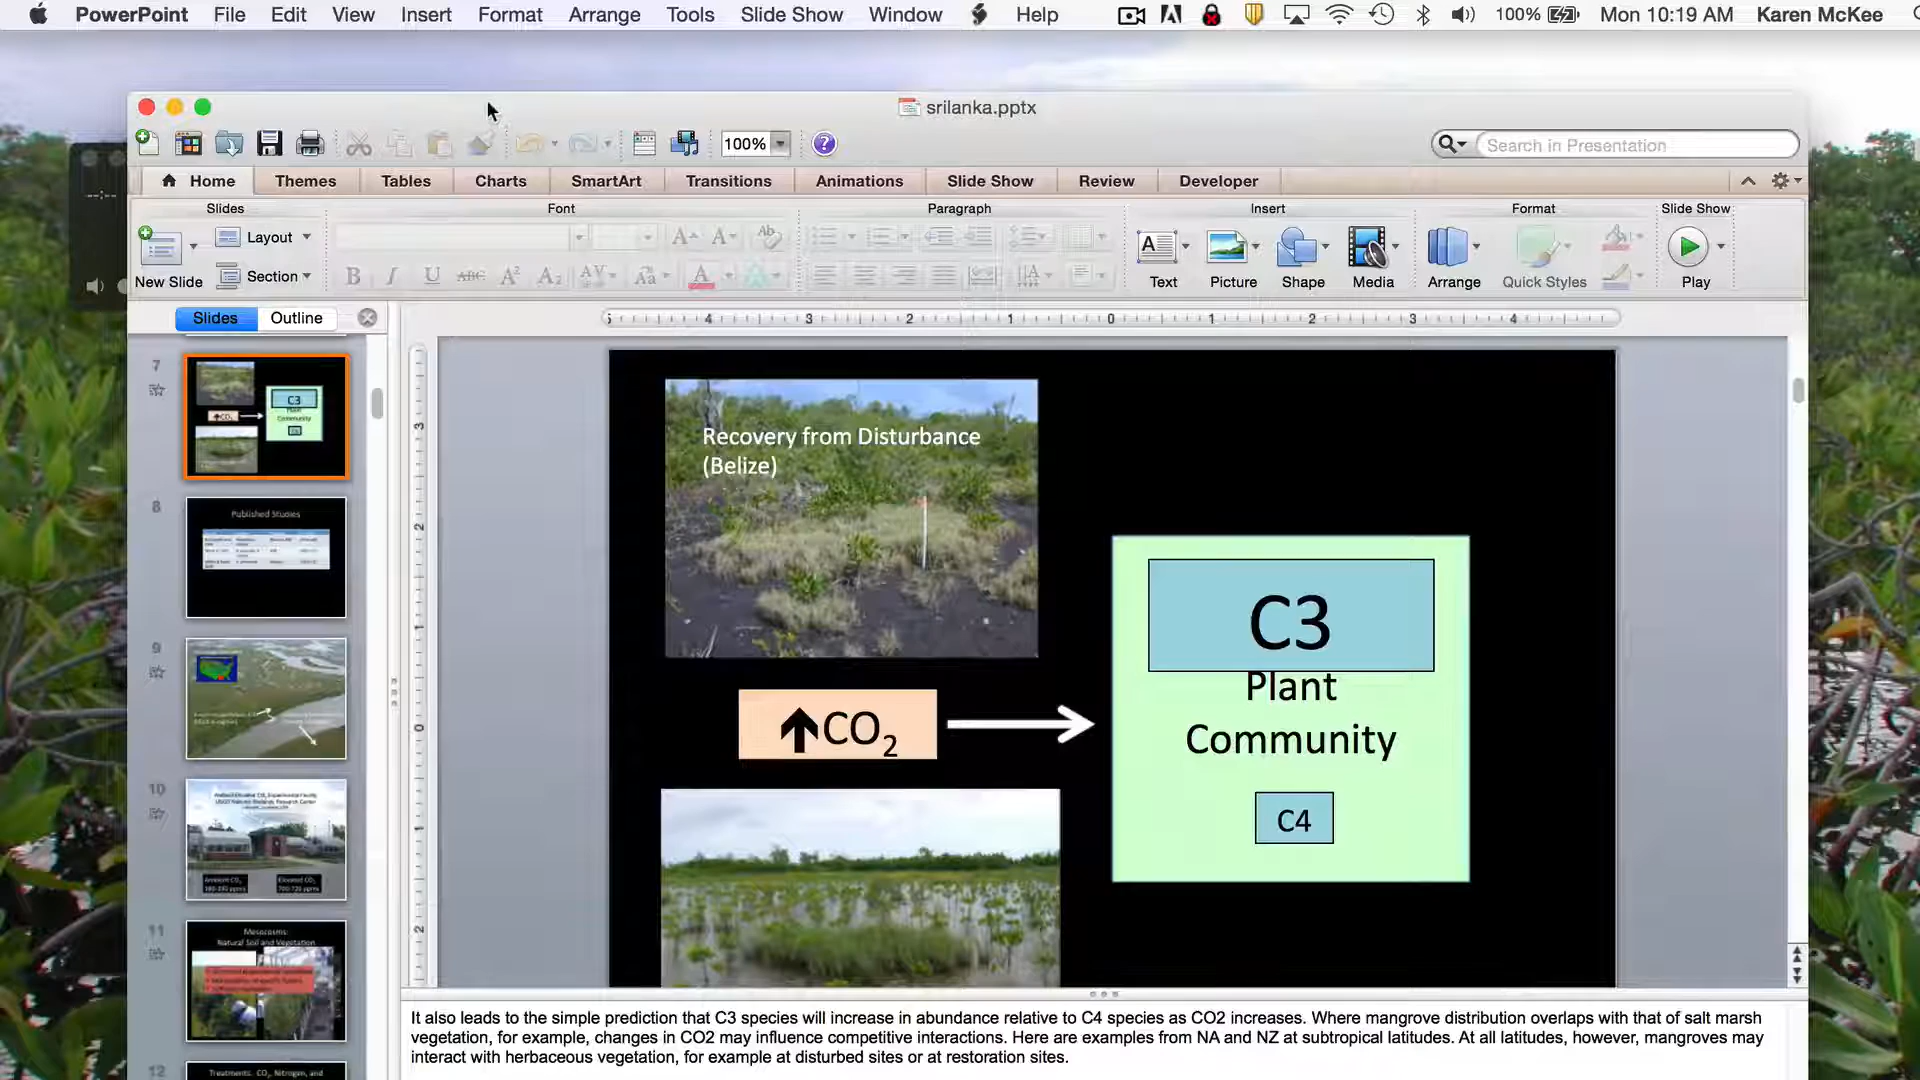 PowerPoint File Edit View Insert Format Arrange Tools Slide Show Window Help 100% Mon 10:19 AM Karen McKee
srilanka.pptx
100%
Search in Presentation
Home Themes Tables Charts SmartArt Transitions Animations Slide Show Review Developer
Slides Font Paragraph Insert Format Slide Show
Layout
Section
New Slide Text Picture Shape Media Arrange Quick Styles Play
Slides Outline
7
C3
Plant
Community
8
Published Studies
9
10
11
Mesocosms:
Natural Soil and Vegetation
12
Treatments: CO2, Nitrogen, and
Recovery from Disturbance
(Belize)
C3
Plant
Community
C4
↑CO2
It also leads to the simple prediction that C3 species will increase in abundance relative to C4 species as CO2 increases. Where mangrove distribution overlaps with that of salt marsh
vegetation, for example, changes in CO2 may influence competitive interactions. Here are examples from NA and NZ at subtropical latitudes. At all latitudes, however, mangroves may
interact with herbaceous vegetation, for example at disturbed sites or at restoration sites.